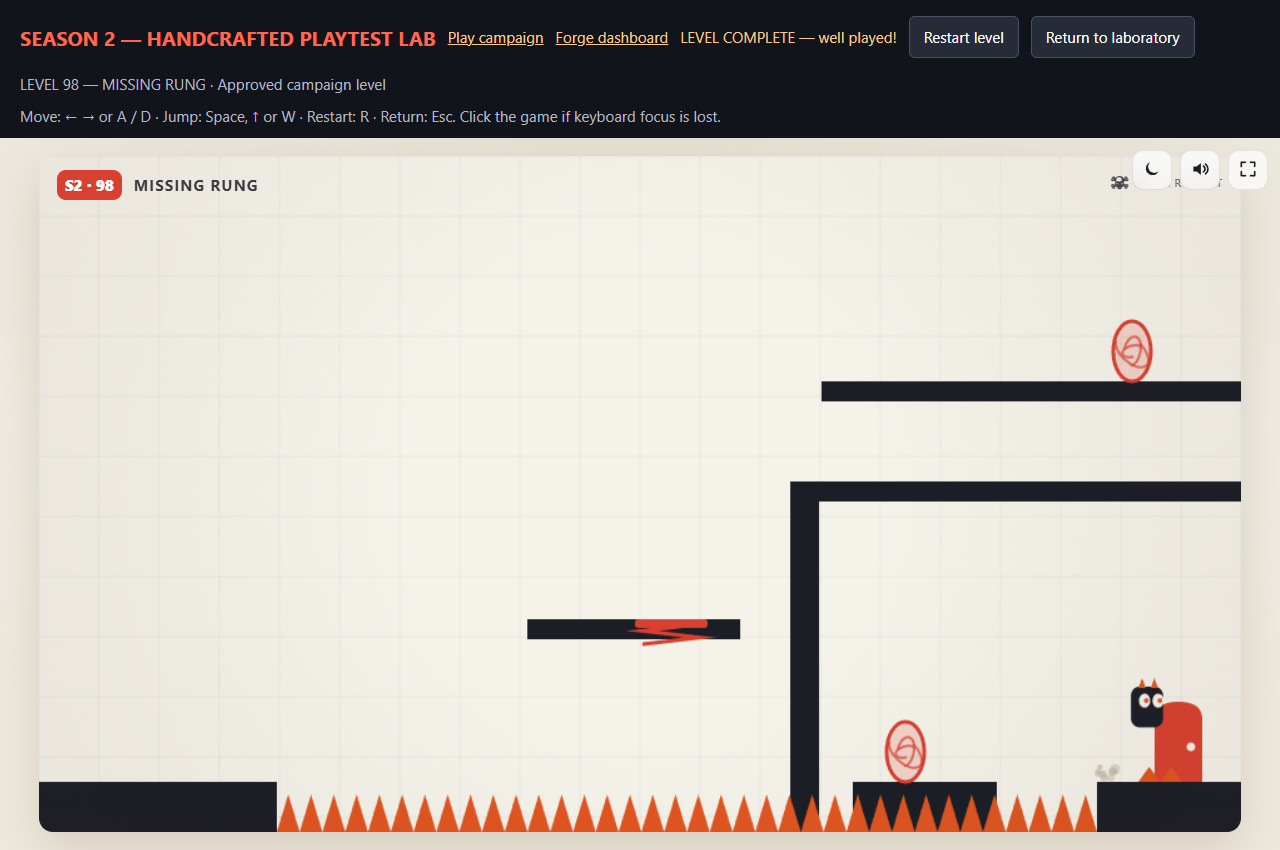 SEASON 2 — HANDCRAFTED PLAYTEST LAB Play campaign Forge dashboard LEVEL COMPLETE — well played! Restart level Return to laboratory
LEVEL 98 — MISSING RUNG · Approved campaign level
Move: ← → or A / D · Jump: Space, ↑ or W · Restart: R · Return: Esc. Click the game if keyboard focus is lost.
S2 · 98 MISSING RUNG